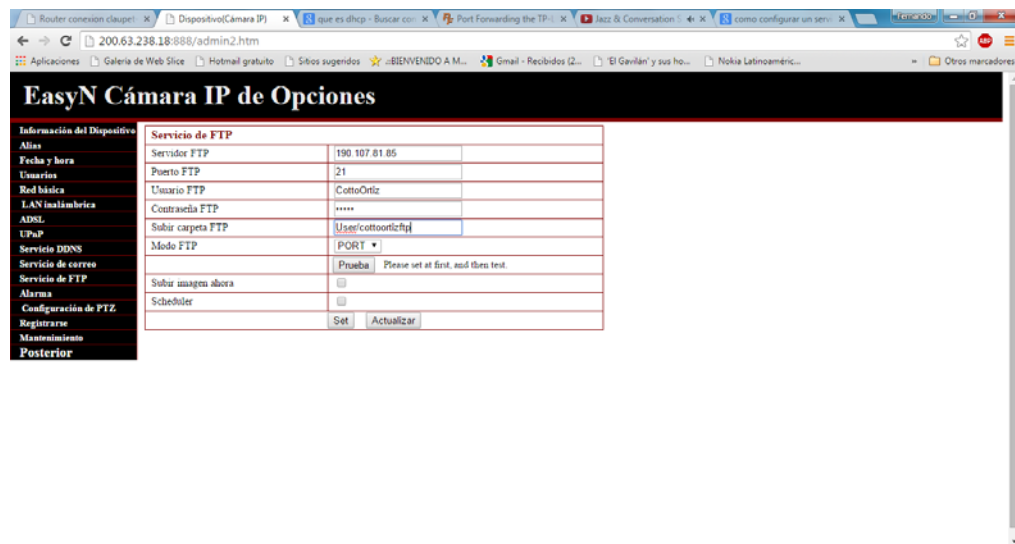 Router conexion claupet
Dispositivo(Cámara IP)
que es dhcp - Buscar con
Port Forwarding the TP-L
Jazz & Conversation S
como configurar un servi
Fernando
200.63.238.18:888/admin2.htm
Aplicaciones
Galería de Web Slice
Hotmail gratuito
Sitios sugeridos
.::BIENVENIDO A M...
Gmail - Recibidos (2...
'El Gavilán' y sus ho...
Nokia Latinoaméric...
»
Otros marcadores
EasyN Cámara IP de Opciones
Información del Dispositivo
Alias
Fecha y hora
Usuarios
Red básica
LAN inalámbrica
ADSL
UPnP
Servicio DDNS
Servicio de correo
Servicio de FTP
Alarma
Configuración de PTZ
Registrarse
Mantenimiento
Posterior
Servicio de FTP
Servidor FTP 190.107.81.85
Puerto FTP 21
Usuario FTP CottoOrtiz
Contraseña FTP •••••
Subir carpeta FTP User/cottoortizftp
Modo FTP PORT
Prueba Please set at first, and then test.
Subir imagen ahora
Scheduler
Set Actualizar